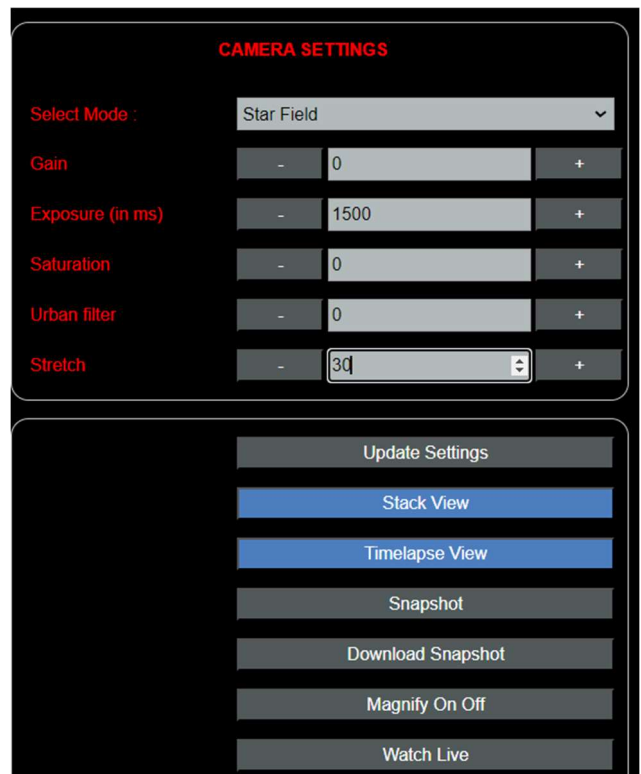 CAMERA SETTINGS
Select Mode : Star Field
Gain - 0 +
Exposure (in ms) - 1500 +
Saturation - 0 +
Urban filter - 0 +
Stretch - 30 +
Update Settings
Stack View
Timelapse View
Snapshot
Download Snapshot
Magnify On Off
Watch Live